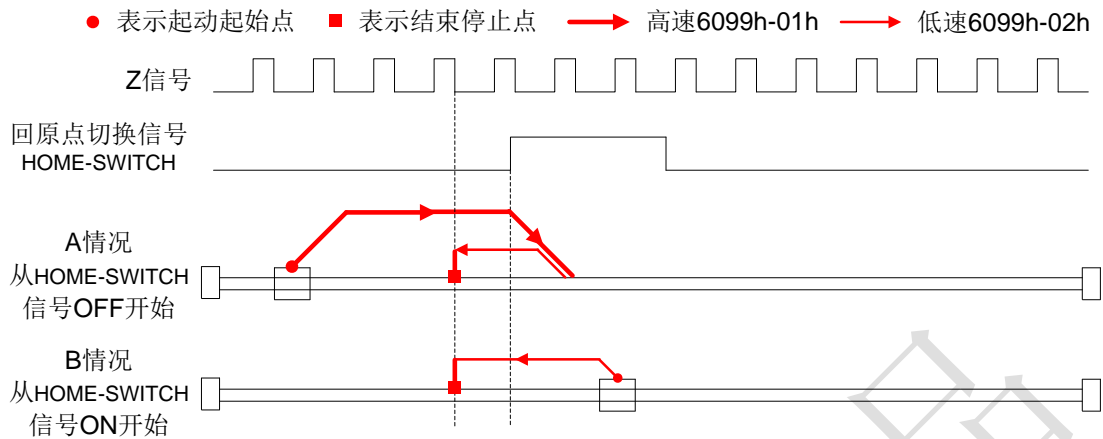 表示起动起始点 表示结束停止点 高速6099h-01h 低速6099h-02h
Z信号
回原点切换信号
HOME-SWITCH
A情况
从HOME-SWITCH
信号OFF开始
B情况
从HOME-SWITCH
信号ON开始